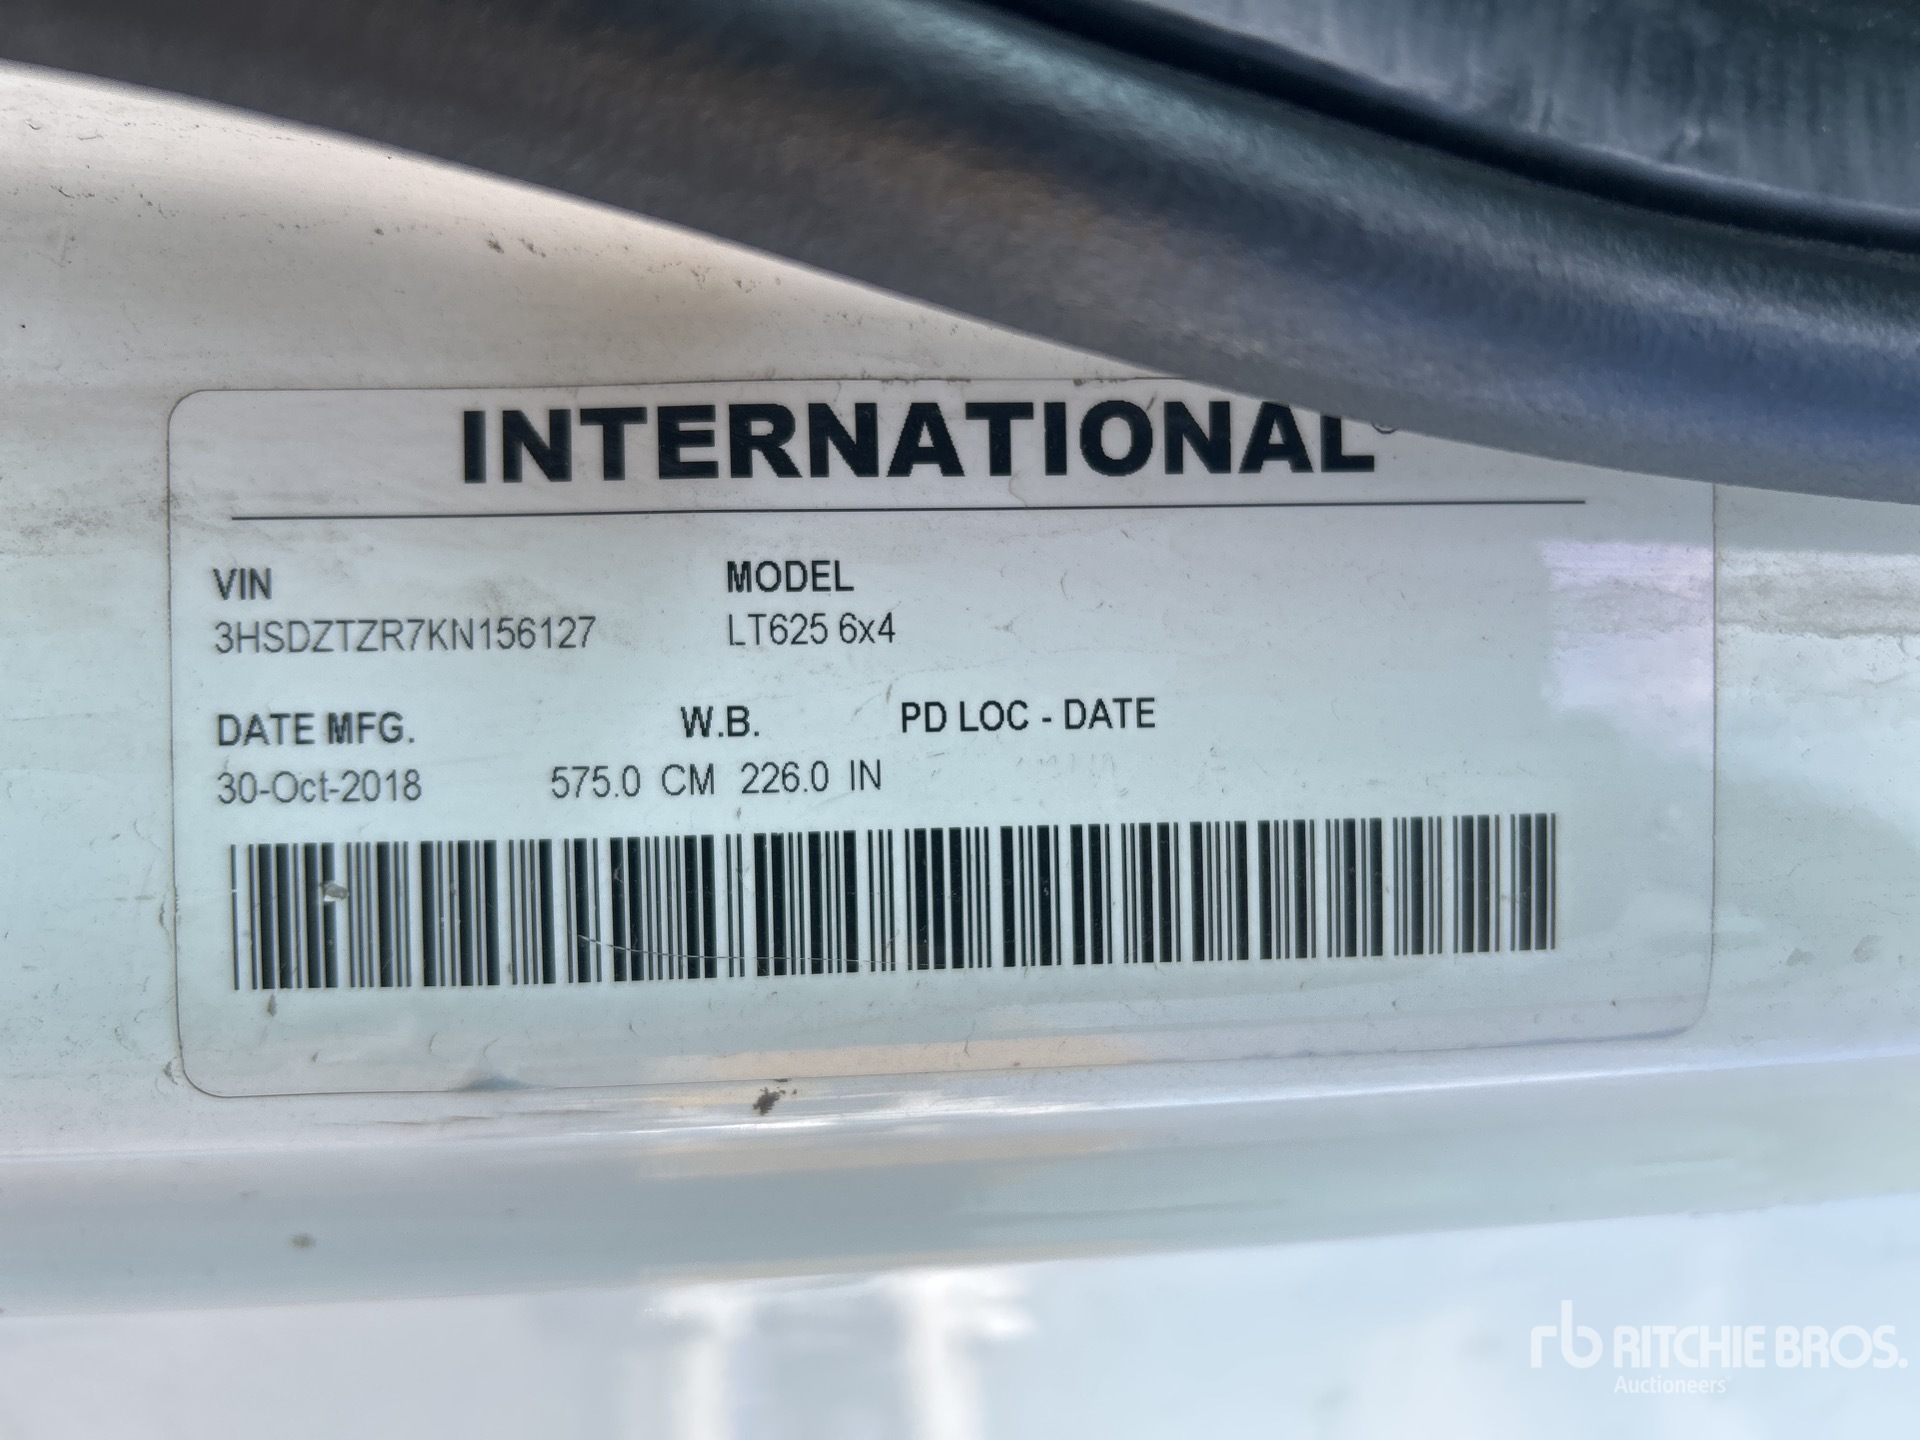 INTERNATIONAL®
VIN MODEL
3HSDZTZR7KN156127 LT625 6x4
DATE MFG. W.B. PD LOC - DATE
30-Oct-2018 575.0 CM 226.0 IN
rb RITCHIE BROS.
Auctioneers